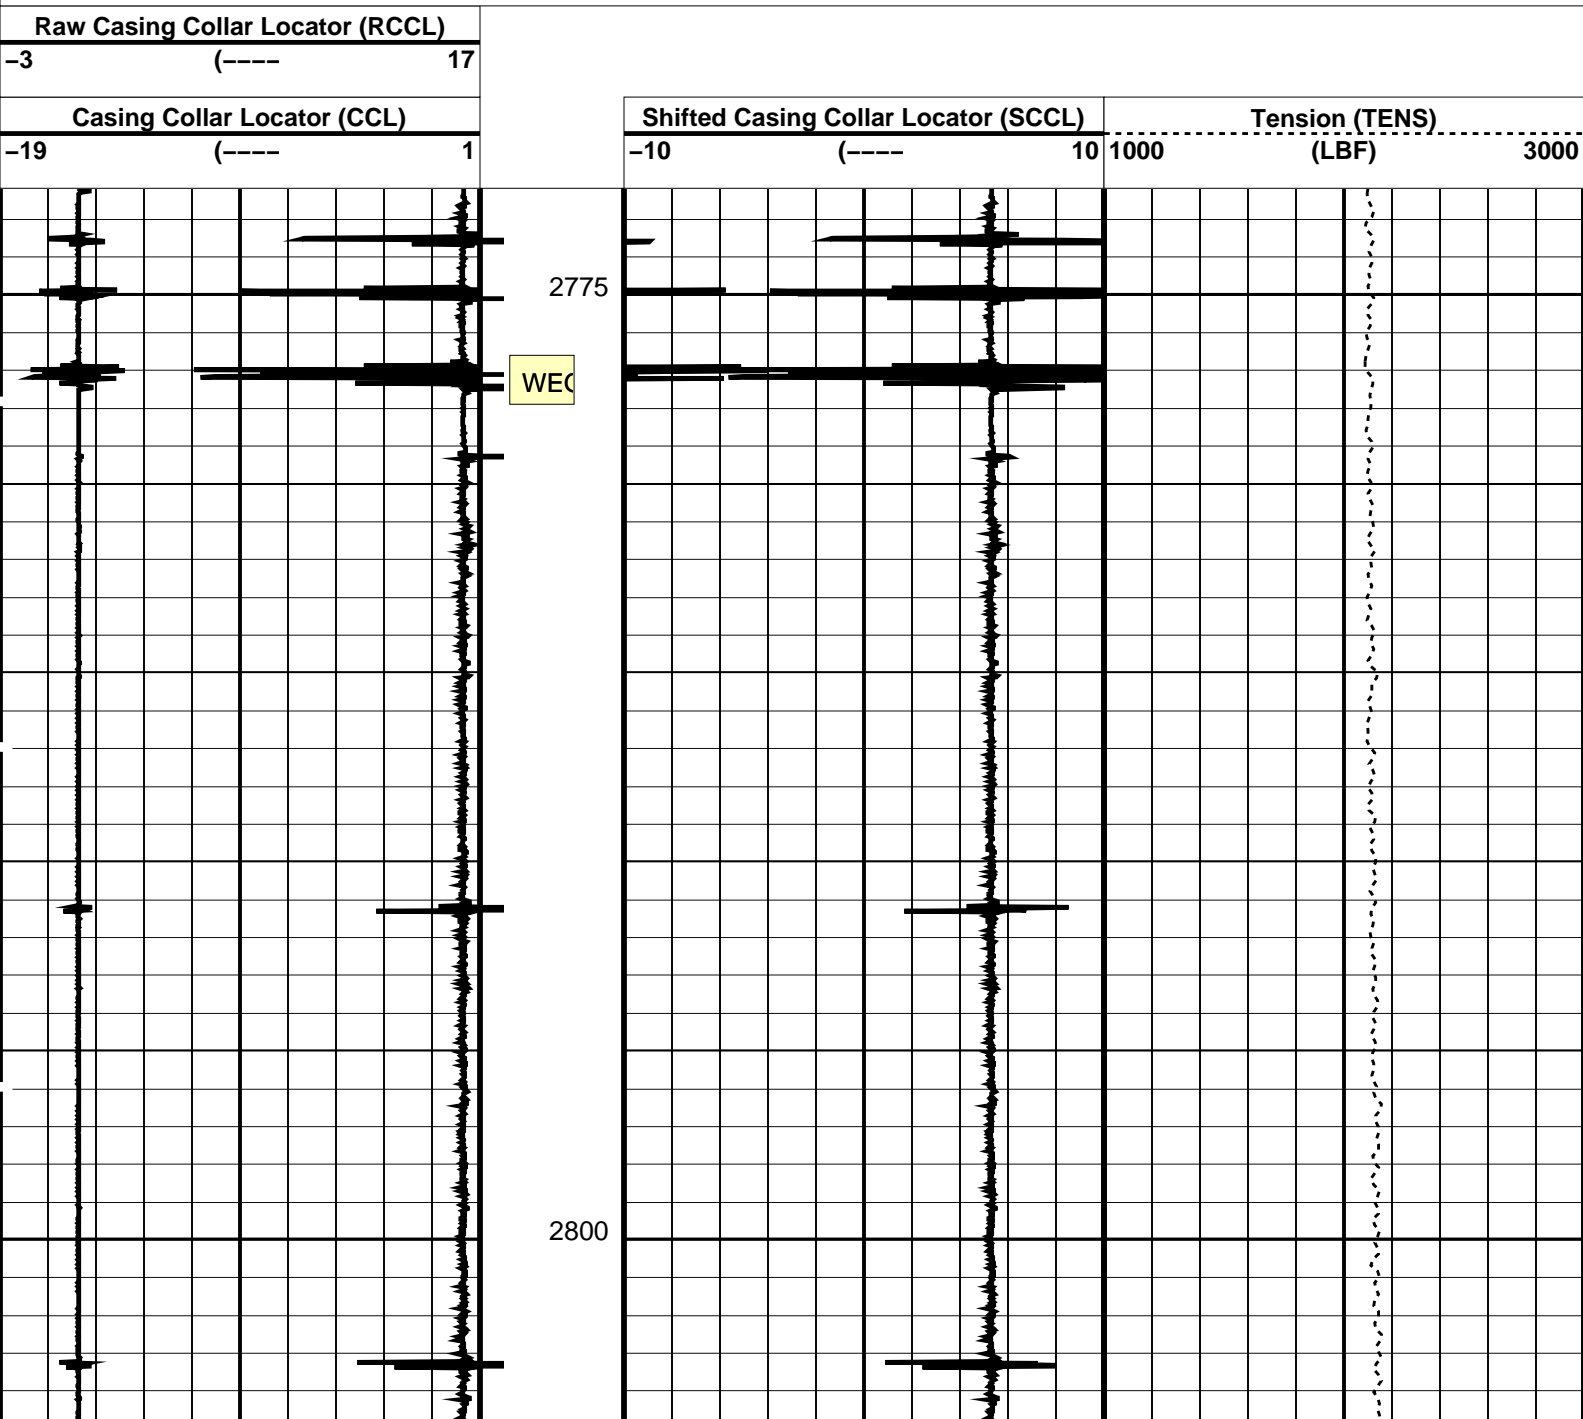 Raw Casing Collar Locator (RCCL)
−3 (−−−− 17
Casing Collar Locator (CCL)
−19 (−−−− 1
Shifted Casing Collar Locator (SCCL)
−10 (−−−− 10
Tension (TENS)
1000 (LBF) 3000
2775
2800